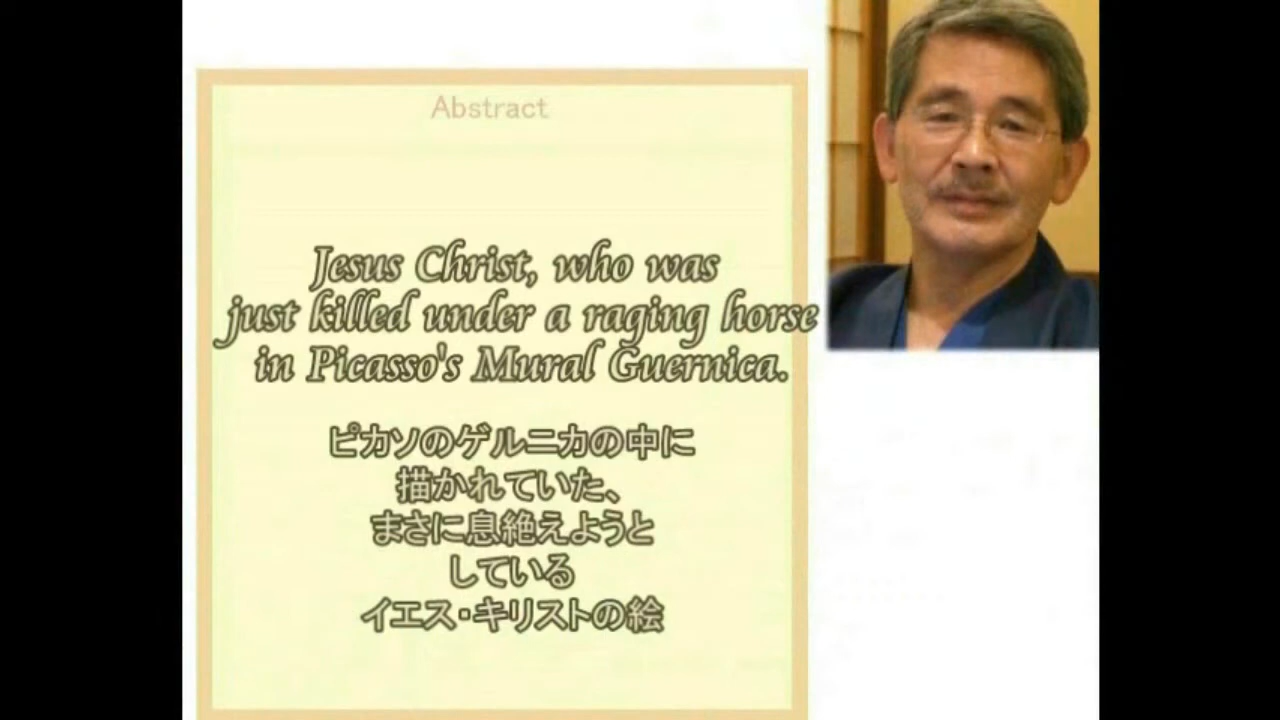 Abstract
Jesus Christ, who was
just killed under a raging horse
in Picasso's Mural Guernica.
ピカソのゲルニカの中に
描かれていた、
まさに息絶えようと
している
イエス・キリストの絵